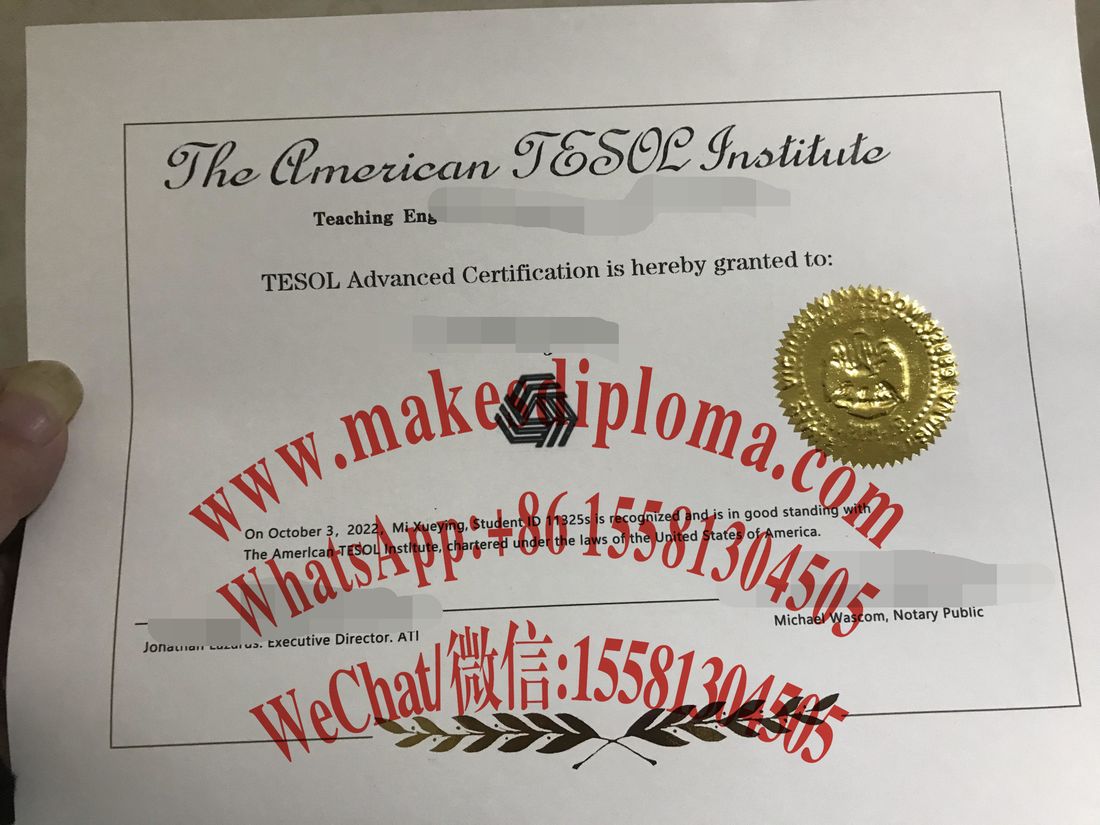 The American TESOL Institute
Teaching Eng
TESOL Advanced Certification is hereby granted to:
www.makesdiploma.com
On October 3, 2022, Mi Xueying, Student ID 11325s is recognized and is in good standing with
The American TESOL Institute, chartered under the laws of the United States of America.
WhatsApp:+86 15581304505
Michael Wascom, Notary Public
Executive Director. ATI
WeChat/微信:15581304505